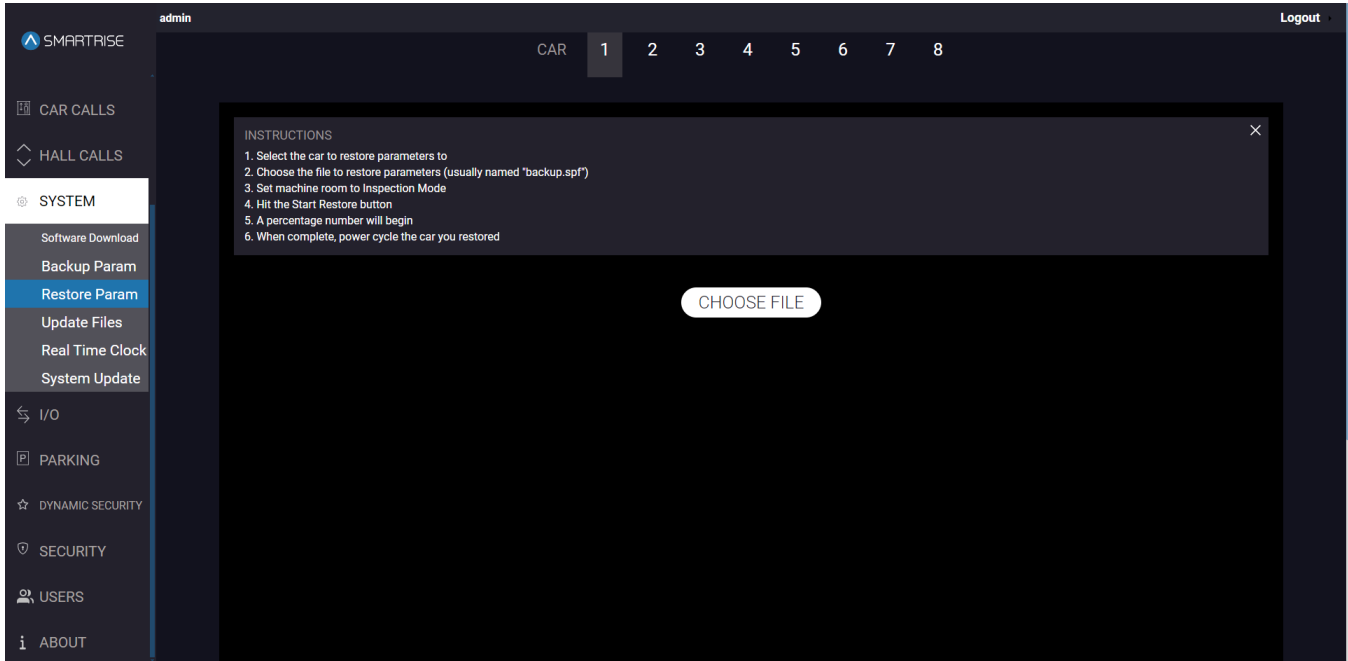 admin
Logout
SMARTRISE
CAR 1 2 3 4 5 6 7 8
CAR CALLS
HALL CALLS
SYSTEM
Software Download
Backup Param
Restore Param
Update Files
Real Time Clock
System Update
I/O
PARKING
DYNAMIC SECURITY
SECURITY
USERS
ABOUT
INSTRUCTIONS
1. Select the car to restore parameters to
2. Choose the file to restore parameters (usually named "backup.spf")
3. Set machine room to Inspection Mode
4. Hit the Start Restore button
5. A percentage number will begin
6. When complete, power cycle the car you restored
CHOOSE FILE